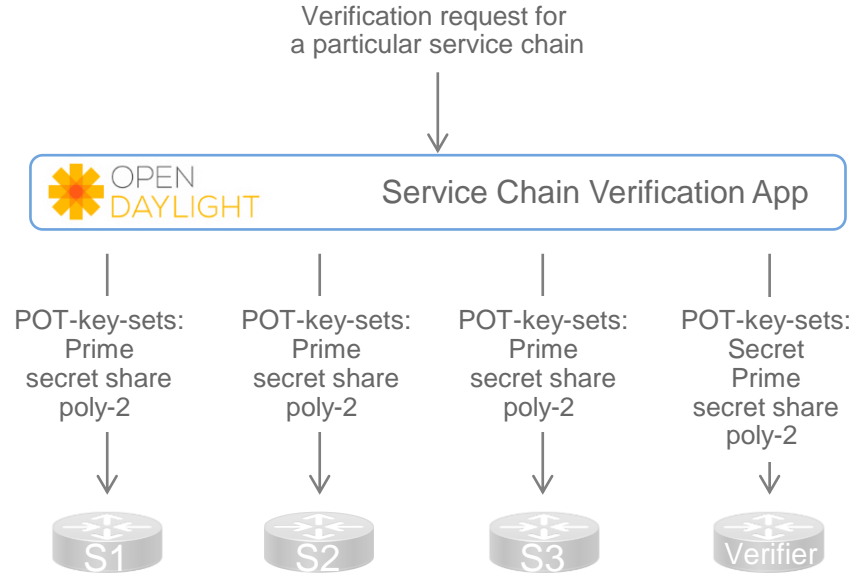 Verification request for
a particular service chain
OPEN
DAYLIGHT
Service Chain Verification App
POT-key-sets:
Prime
secret share
poly-2
POT-key-sets:
Prime
secret share
poly-2
POT-key-sets:
Prime
secret share
poly-2
POT-key-sets:
Secret
Prime
secret share
poly-2
S1
S2
S3
Verifier